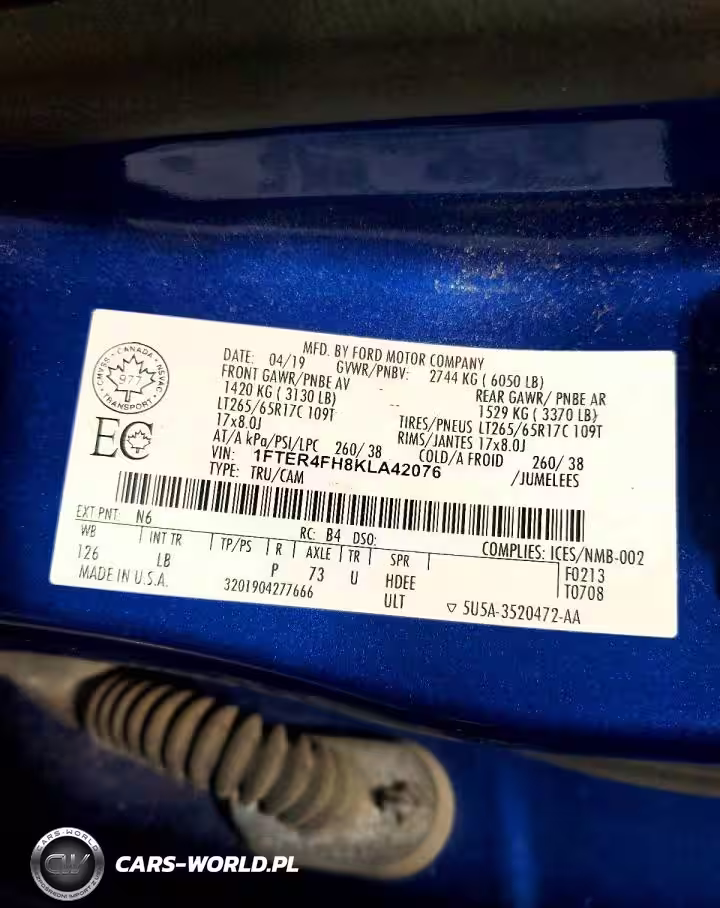 CANADA
CMVSS · NSVAC
977
TRANSPORT
EC
MFD. BY FORD MOTOR COMPANY
DATE: 04/19 GVWR/PNBV: 2744 KG ( 6050 LB)
FRONT GAWR/PNBE AV -- REAR GAWR/ PNBE AR
1420 KG ( 3130 LB) 1529 KG ( 3370 LB)
LT265/65R17C 109T TIRES/PNEUS LT265/65R17C 109T
17x8.0J RIMS/JANTES 17x8.0J
AT/A kPa/PSI/LPC 260/ 38 COLD/A FROID 260/ 38
VIN: 1FTER4FH8KLA42076 /JUMELEES
TYPE: TRU/CAM
EXT PNT: N6 RC: B4 DSO: COMPLIES: ICES/NMB-002
WB INT TR TP/PS R AXLE TR SPR F0213
126 LB P 73 U HDEE T0708
MADE IN U.S.A. 3201904277666 ULT ▽ 5U5A-3520472-AA
CARS-WORLD
CW
CARS-WORLD.PL